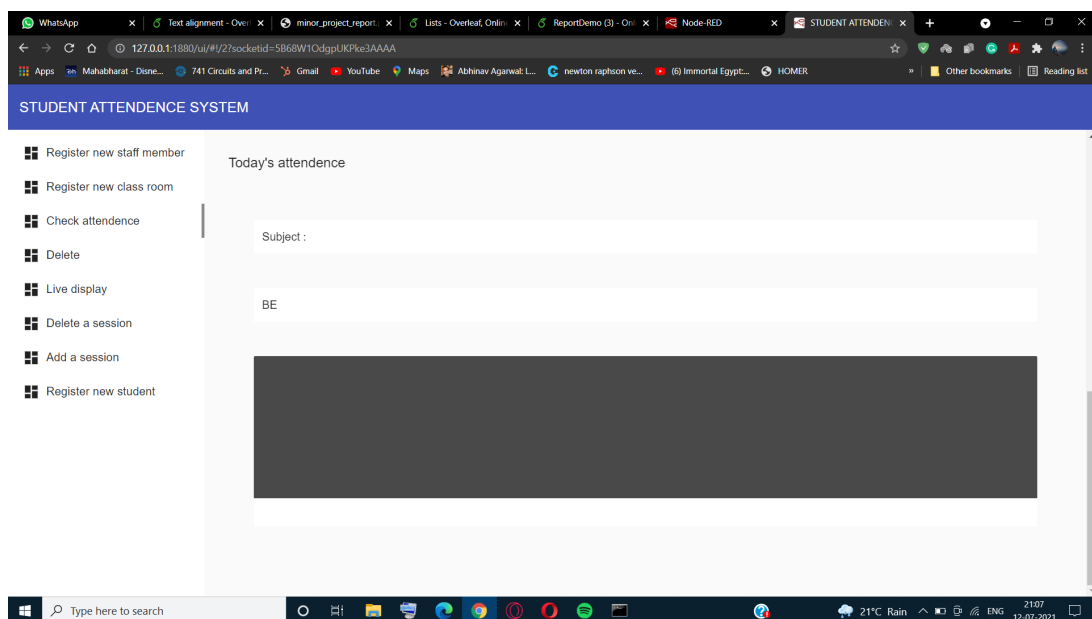 WhatsApp
Text alignment - Over
minor_project_report.
Lists - Overleaf, Online
ReportDemo (3) - Onl
Node-RED
STUDENT ATTENDEN
127.0.0.1:1880/ui/#!/2?socketid=5B68W1OdgpUKPke3AAAA
Apps
Mahabharat - Disne...
741 Circuits and Pr...
Gmail
YouTube
Maps
Abhinav Agarwal: L...
newton raphson ve...
(6) Immortal Egypt:...
HOMER
»
Other bookmarks
Reading list
STUDENT ATTENDENCE SYSTEM
Register new staff member
Register new class room
Check attendence
Delete
Live display
Delete a session
Add a session
Register new student
Today's attendence
Subject :
BE
Type here to search
21°C Rain
ENG
21:07
12-07-2021